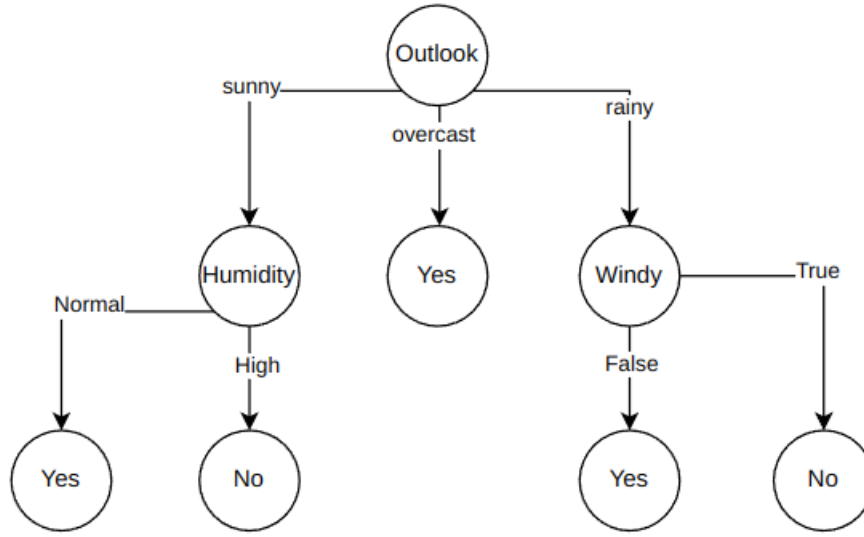 Outlook
sunny
overcast
rainy
Humidity
Yes
Windy
True
Normal
High
False
Yes
No
Yes
No